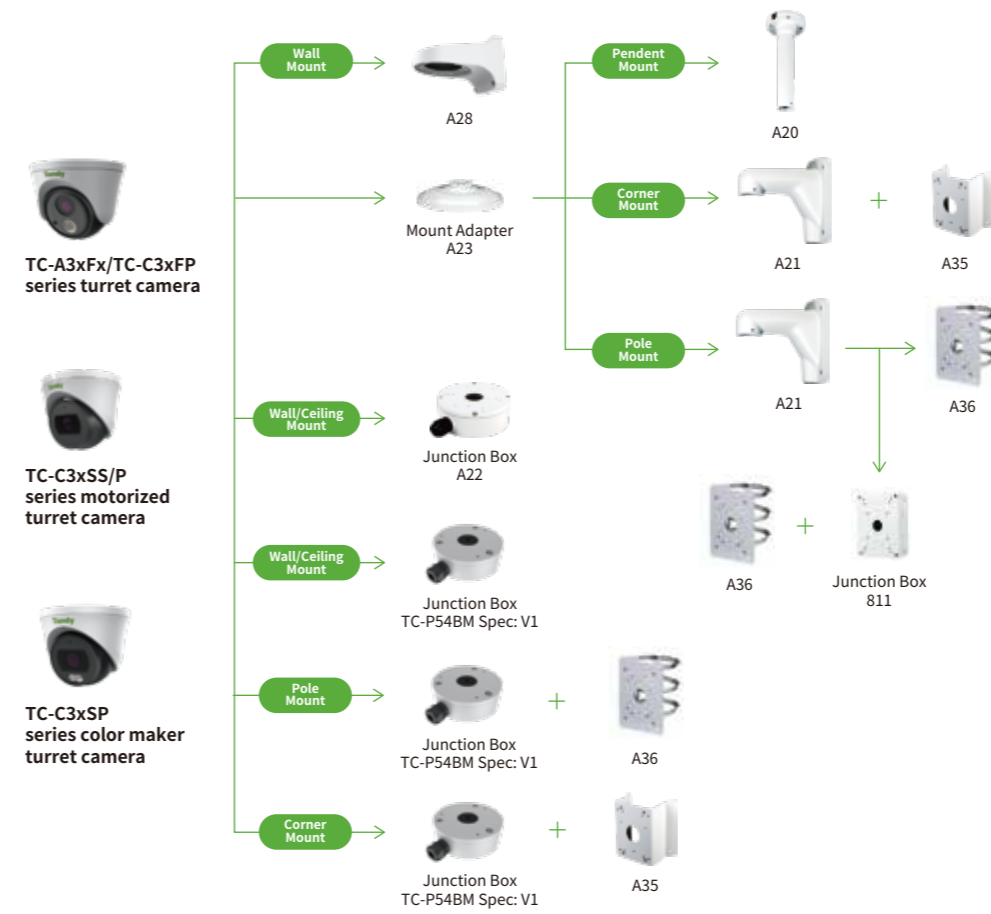 Wall
Mount
A28
Pendent
Mount
A20
Tiandy
TC-A3xFx/TC-C3xFP
series turret camera
Mount Adapter
A23
Corner
Mount
A21
+
A35
Pole
Mount
A21
A36
Tiandy
TC-C3xSS/P
series motorized
turret camera
Wall/Ceiling
Mount
Junction Box
A22
A36
+
Junction Box
811
Wall/Ceiling
Mount
Junction Box
TC-P54BM Spec: V1
Tiandy
TC-C3xSP
series color maker
turret camera
Pole
Mount
Junction Box
TC-P54BM Spec: V1
+
A36
Corner
Mount
Junction Box
TC-P54BM Spec: V1
+
A35